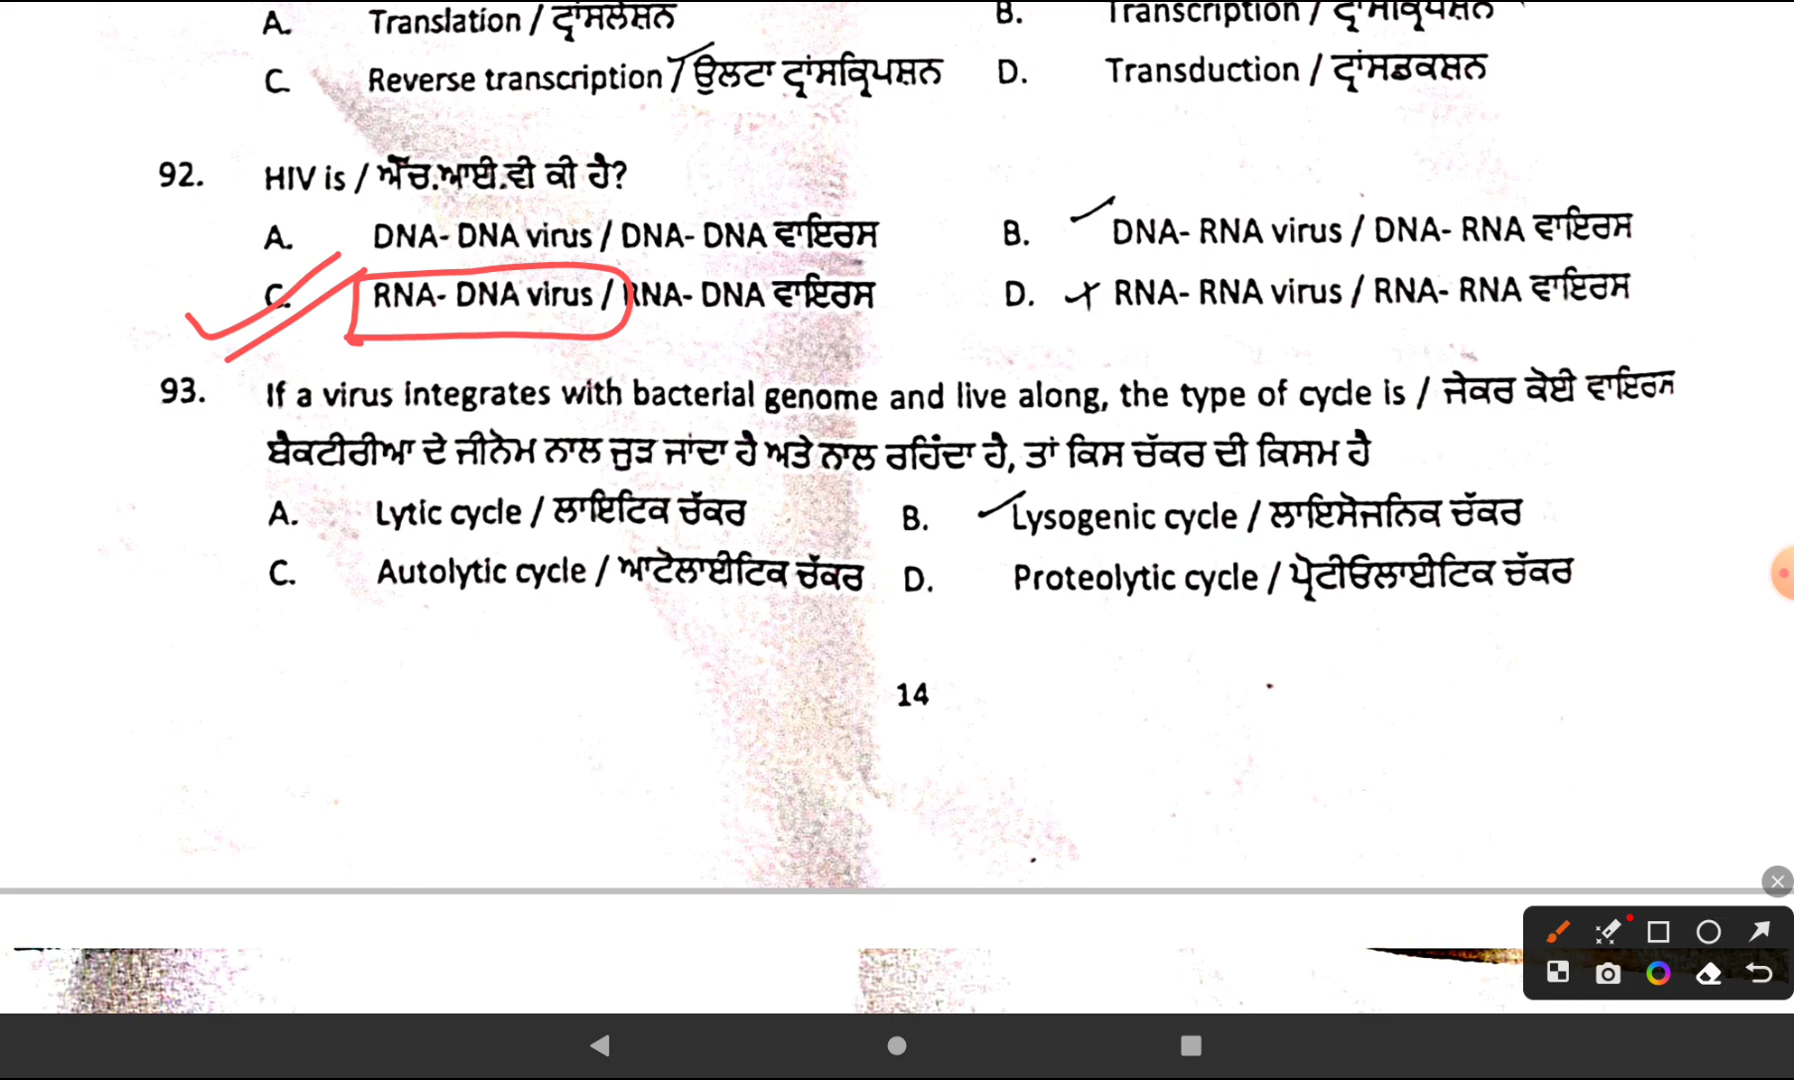 A. Translation / ਟ੍ਰਾਂਸਲੇਸ਼ਨ B. Transcription / ਟ੍ਰਾਂਸਕ੍ਰਿਪਸ਼ਨ
C. Reverse transcription / ਉਲਟਾ ਟ੍ਰਾਂਸਕ੍ਰਿਪਸ਼ਨ D. Transduction / ਟ੍ਰਾਂਸਡਕਸ਼ਨ
92. HIV is / ਐੱਚ.ਆਈ.ਵੀ ਕੀ ਹੈ?
A. DNA- DNA virus / DNA- DNA ਵਾਇਰਸ B. DNA- RNA virus / DNA- RNA ਵਾਇਰਸ
C. RNA- DNA virus / RNA- DNA ਵਾਇਰਸ D. RNA- RNA virus / RNA- RNA ਵਾਇਰਸ
93. If a virus integrates with bacterial genome and live along, the type of cycle is / ਜੇਕਰ ਕੋਈ ਵਾਇਰਸ
ਬੈਕਟੀਰੀਆ ਦੇ ਜੀਨੋਮ ਨਾਲ ਜੁੜ ਜਾਂਦਾ ਹੈ ਅਤੇ ਨਾਲ ਰਹਿੰਦਾ ਹੈ, ਤਾਂ ਕਿਸ ਚੱਕਰ ਦੀ ਕਿਸਮ ਹੈ
A. Lytic cycle / ਲਾਇਟਿਕ ਚੱਕਰ B. Lysogenic cycle / ਲਾਇਸੋਜਨਿਕ ਚੱਕਰ
C. Autolytic cycle / ਆਟੋਲਾਈਟਿਕ ਚੱਕਰ D. Proteolytic cycle / ਪ੍ਰੋਟੀਓਲਾਈਟਿਕ ਚੱਕਰ
14